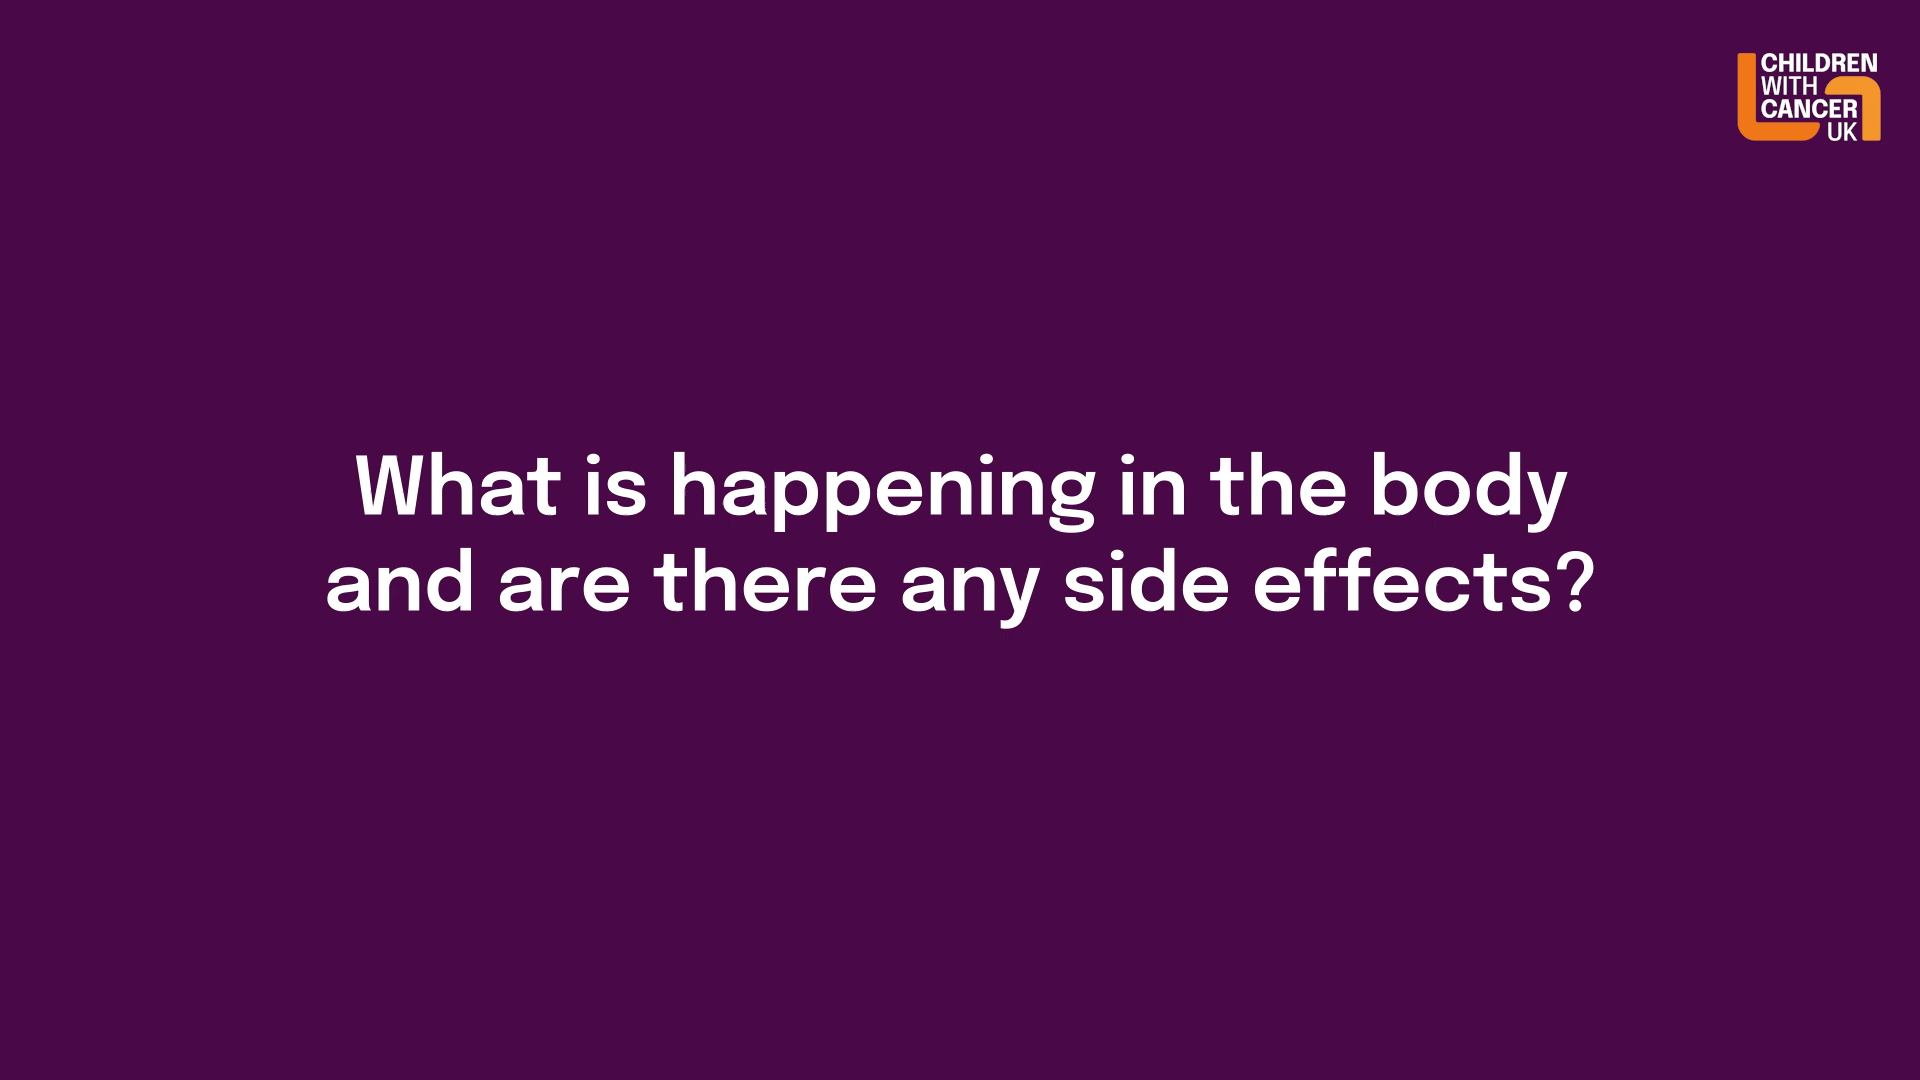 CHILDREN
WITH
CANCER
UK
What is happening in the body
and are there any side effects?